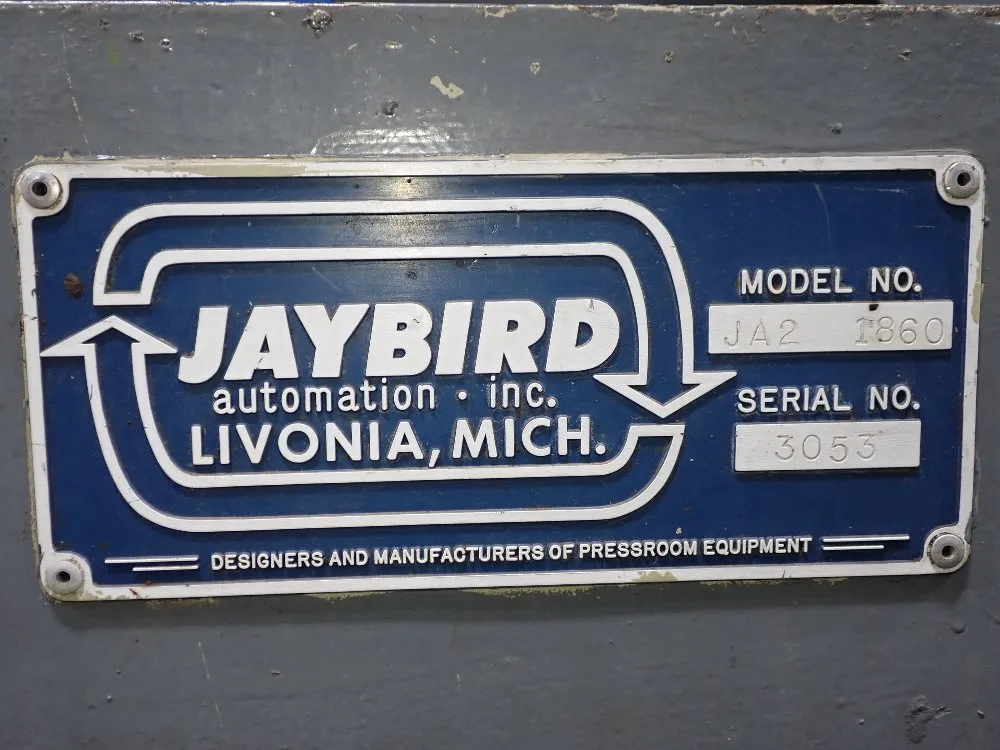 JAYBIRD
automation · inc.
LIVONIA, MICH.
MODEL NO.
JA2 1860
SERIAL NO.
3053
DESIGNERS AND MANUFACTURERS OF PRESSROOM EQUIPMENT